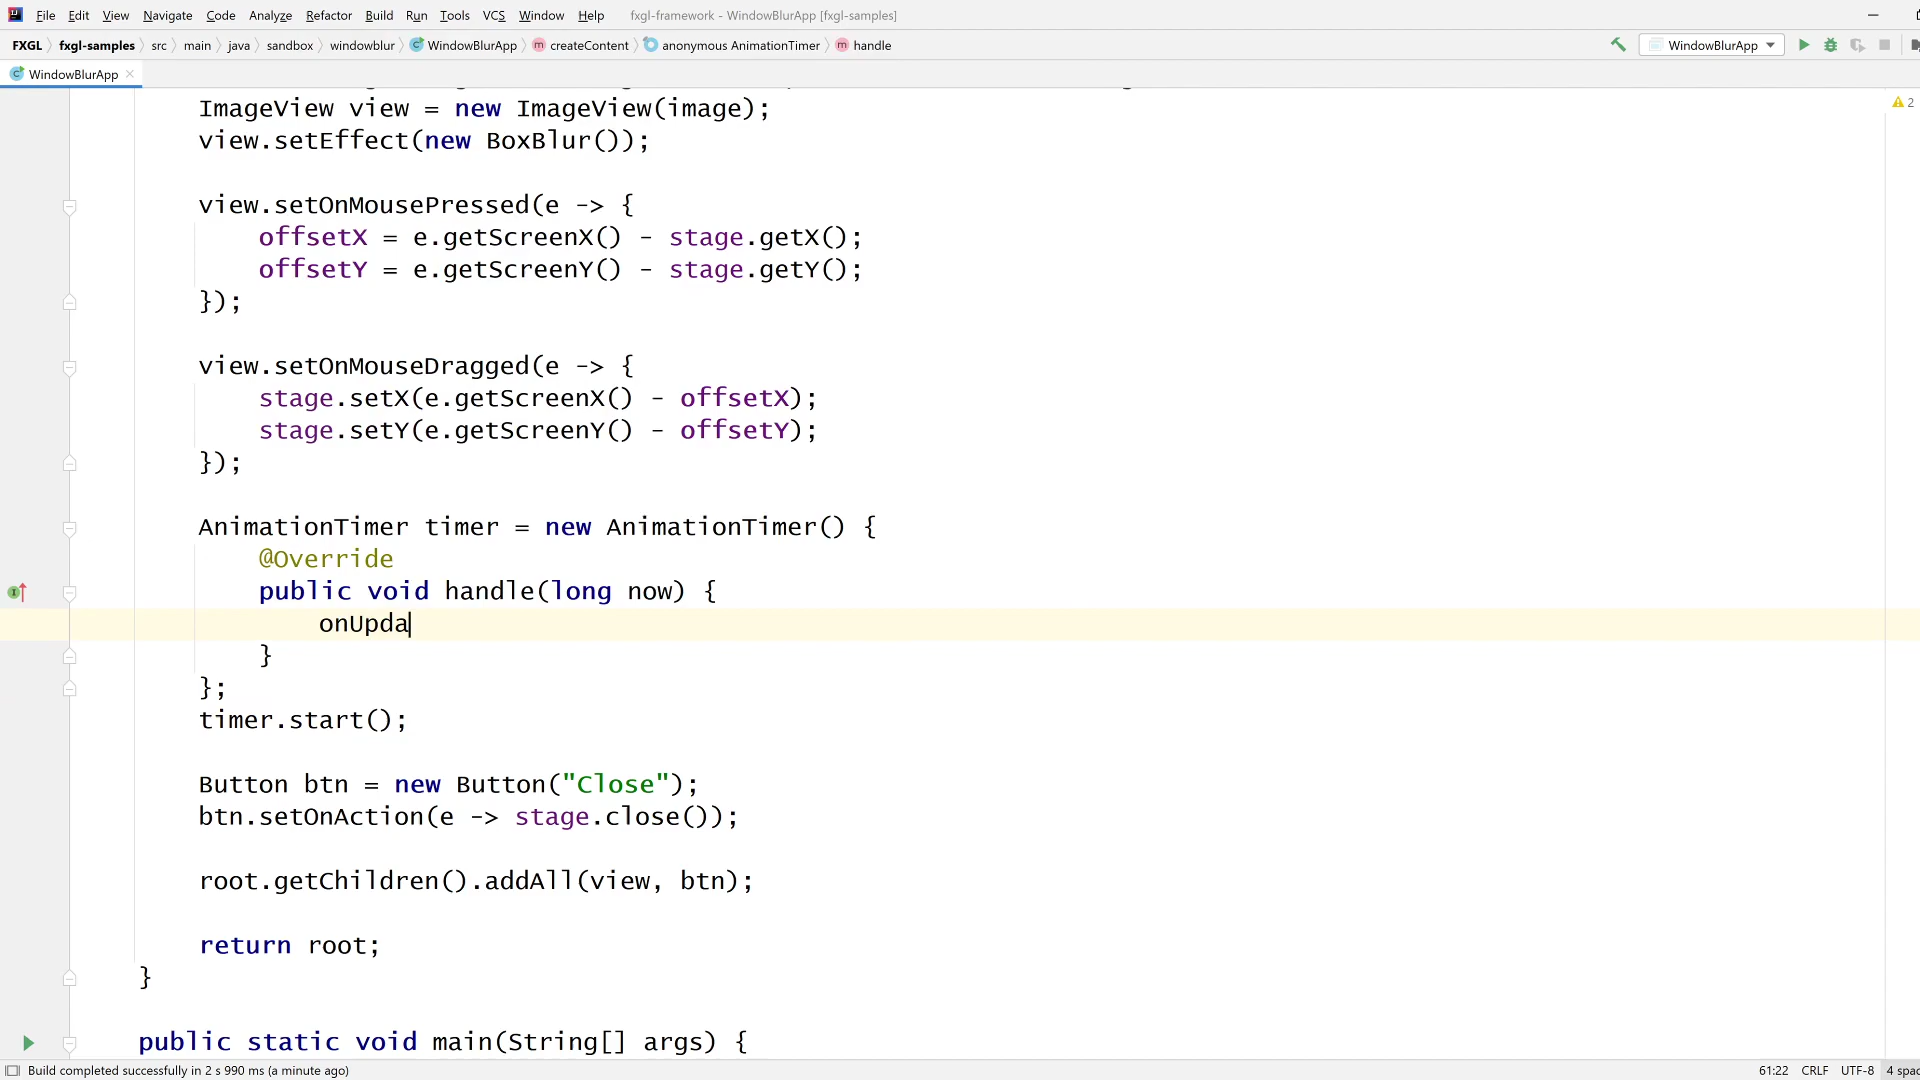 File Edit View Navigate Code Analyze Refactor Build Run Tools VCS Window Help fxgl-framework - WindowBlurApp [fxgl-samples]
FXGL fxgl-samples src main java sandbox windowblur WindowBlurApp createContent anonymous AnimationTimer handle WindowBlurApp
WindowBlurApp
2
ImageView view = new ImageView(image);
view.setEffect(new BoxBlur());
view.setOnMousePressed(e -> {
offsetX = e.getScreenX() - stage.getX();
offsetY = e.getScreenY() - stage.getY();
});
view.setOnMouseDragged(e -> {
stage.setX(e.getScreenX() - offsetX);
stage.setY(e.getScreenY() - offsetY);
});
AnimationTimer timer = new AnimationTimer() {
@Override
public void handle(long now) {
onUpda
}
};
timer.start();
Button btn = new Button("Close");
btn.setOnAction(e -> stage.close());
root.getChildren().addAll(view, btn);
return root;
}
public static void main(String[] args) {
Build completed successfully in 2 s 990 ms (a minute ago) 61:22 CRLF UTF-8 4 spac